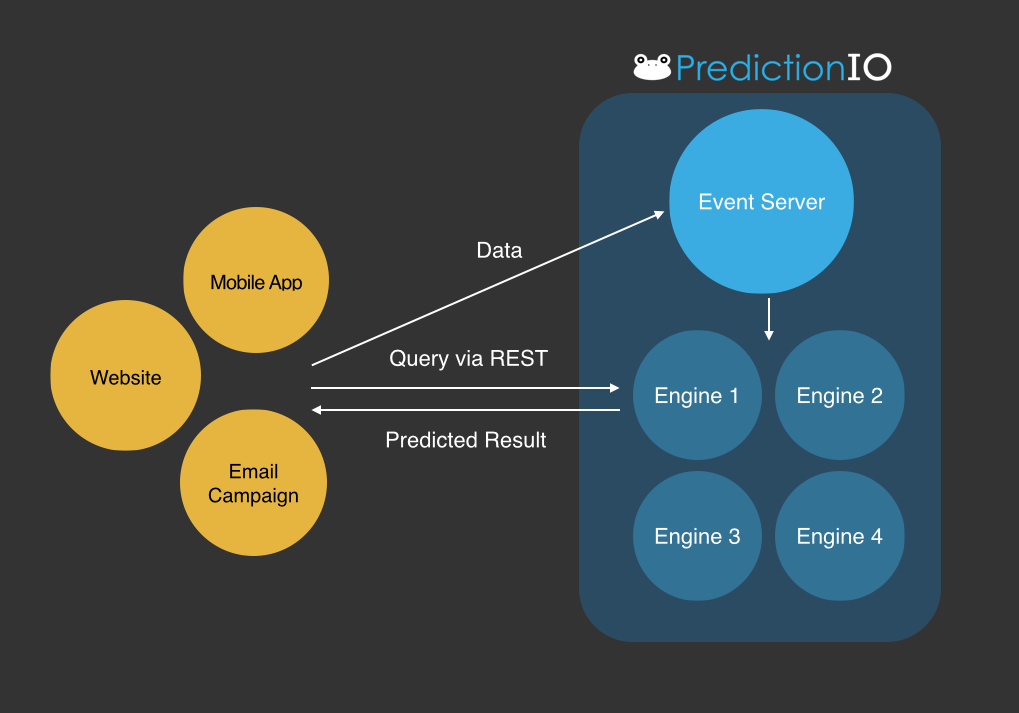 PredictionIO
Event Server
Data
Mobile App
Query via REST
Website
Engine 1
Engine 2
Predicted Result
Email
Campaign
Engine 3
Engine 4